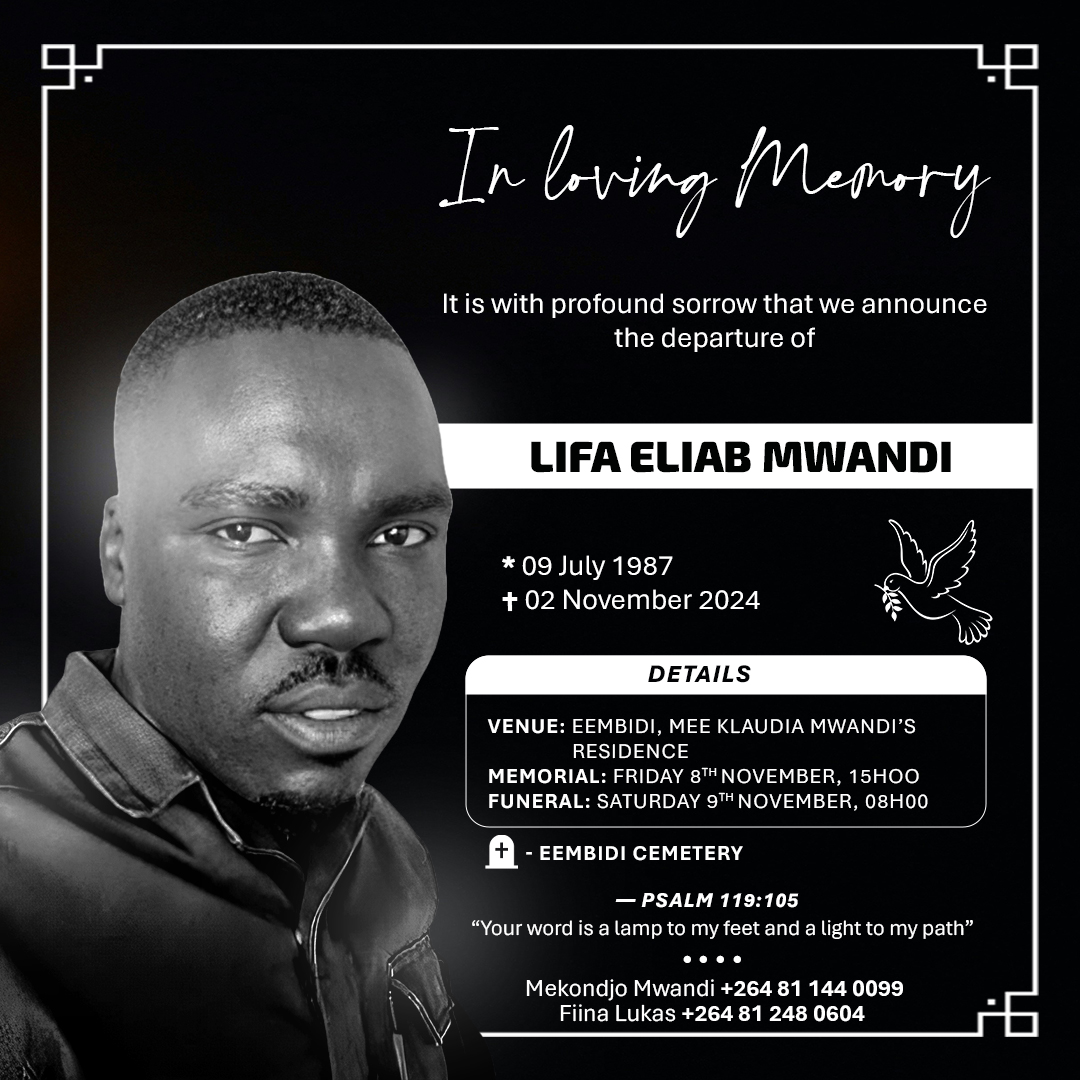 In loving Memory
It is with profound sorrow that we announce
the departure of
LIFA ELIAB MWANDI
* 09 July 1987
✝ 02 November 2024
DETAILS
VENUE: EEMBIDI, MEE KLAUDIA MWANDI’S
RESIDENCE
MEMORIAL: FRIDAY 8TH NOVEMBER, 15HOO
FUNERAL: SATURDAY 9TH NOVEMBER, 08H00
- EEMBIDI CEMETERY
— PSALM 119:105
“Your word is a lamp to my feet and a light to my path”
Mekondjo Mwandi +264 81 144 0099
Fiina Lukas +264 81 248 0604